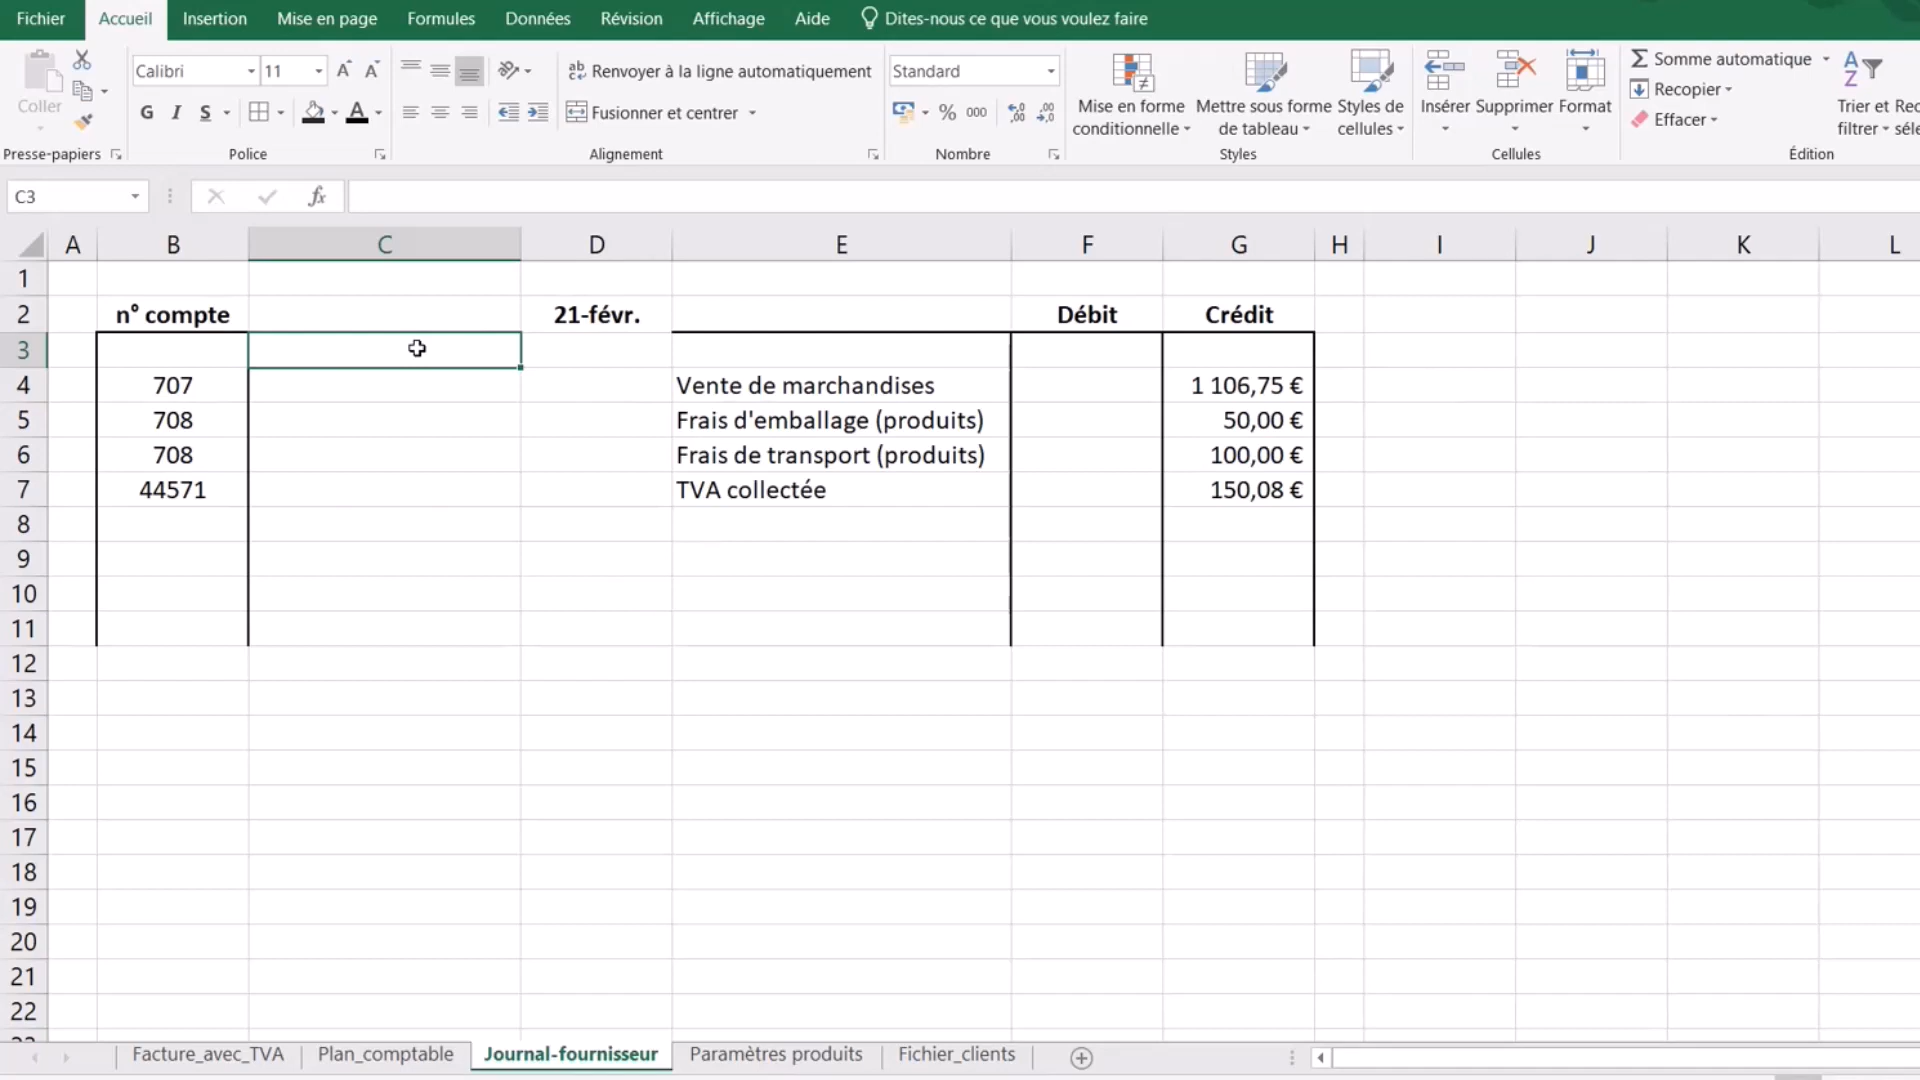 Fichier Accueil Insertion Mise en page Formules Données Révision Affichage Aide Dites-nous ce que vous voulez faire
Coller Calibri 11 Renvoyer à la ligne automatiquement Standard Mise en forme conditionnelle Mettre sous forme de tableau Styles de cellules Insérer Supprimer Format Somme automatique
G I S A Fusionner et centrer % 000 Recopier
Effacer Trier et filtrer
Presse-papiers Police Alignement Nombre Styles Cellules Édition
C3 fx
A B C D E F G H I J K L
1
2 n° compte 21-févr. Débit Crédit
3
4 707 Vente de marchandises 1 106,75 €
5 708 Frais d'emballage (produits) 50,00 €
6 708 Frais de transport (produits) 100,00 €
7 44571 TVA collectée 150,08 €
8
9
10
11
12
13
14
15
16
17
18
19
20
21
22
Facture_avec_TVA Plan_comptable Journal-fournisseur Paramètres produits Fichier_clients